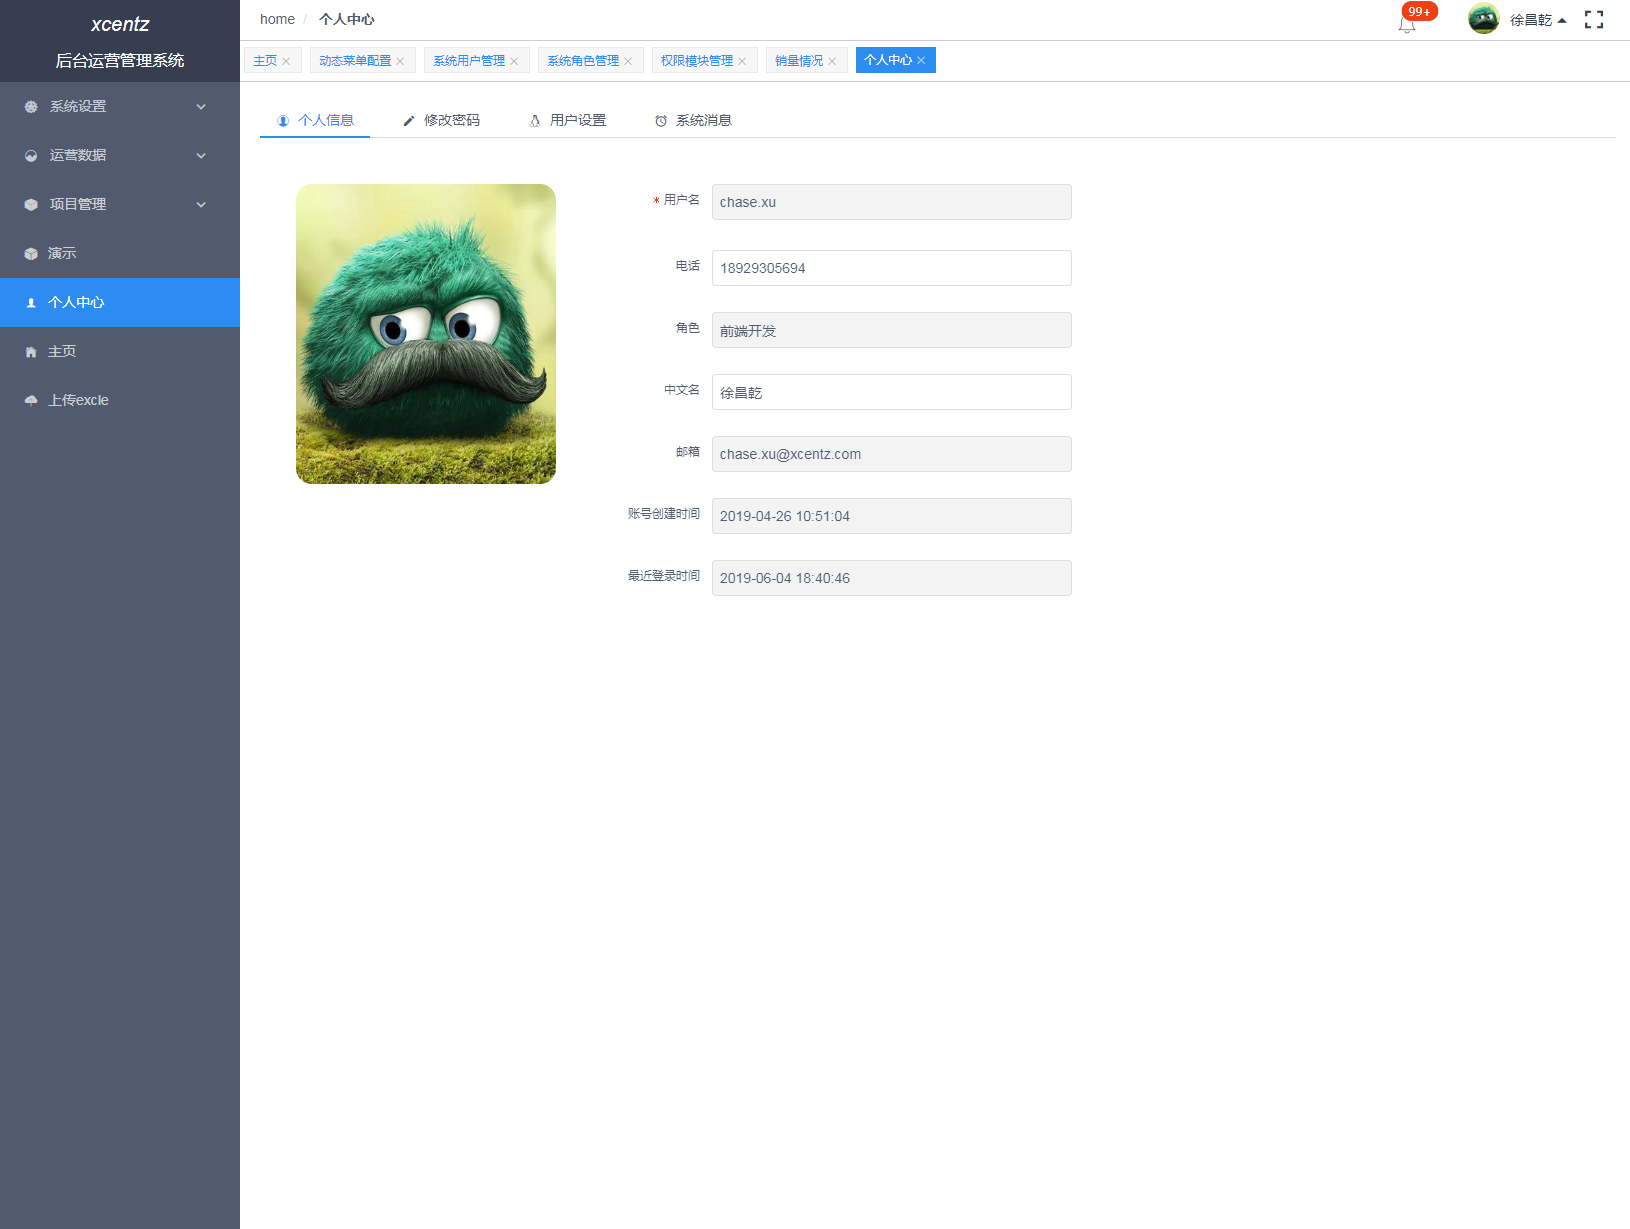 xcentz
后台运营管理系统
系统设置
运营数据
项目管理
演示
个人中心
主页
上传excle
home / 个人中心
99+
徐昌乾
主页
动态菜单配置
系统用户管理
系统角色管理
权限模块管理
销量情况
个人中心
个人信息
修改密码
用户设置
系统消息
* 用户名 chase.xu
电话 18929305694
角色 前端开发
中文名 徐昌乾
邮箱 chase.xu@xcentz.com
账号创建时间 2019-04-26 10:51:04
最近登录时间 2019-06-04 18:40:46